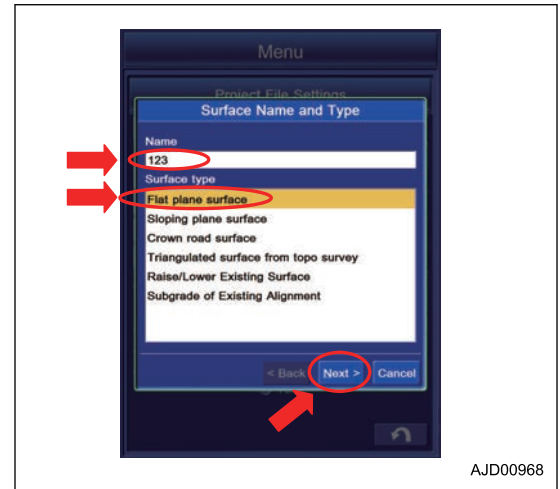 Menu
Project File Settings
Surface Name and Type
Name
123
Surface type
Flat plane surface
Sloping plane surface
Crown road surface
Triangulated surface from topo survey
Raise/Lower Existing Surface
Subgrade of Existing Alignment
< Back
Next >
Cancel
AJD00968